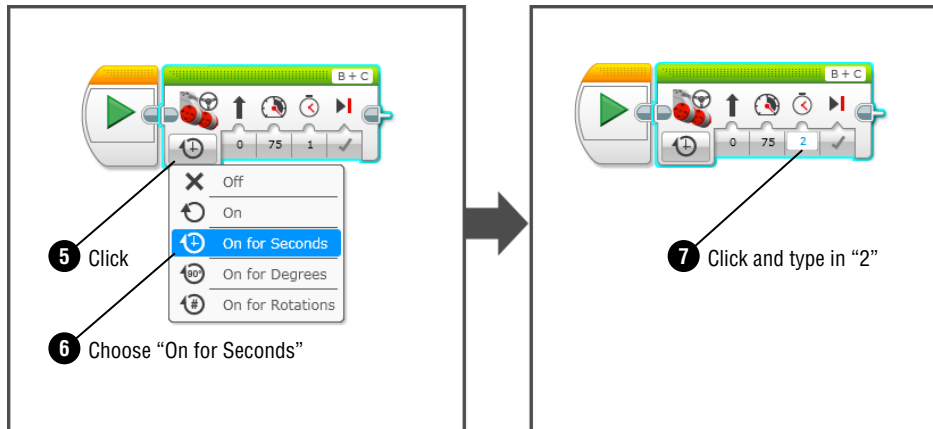 B + C
0 75 1
Off
On
5 Click
On for Seconds
90° On for Degrees
# On for Rotations
6 Choose “On for Seconds”
B + C
0 75 2
7 Click and type in “2”